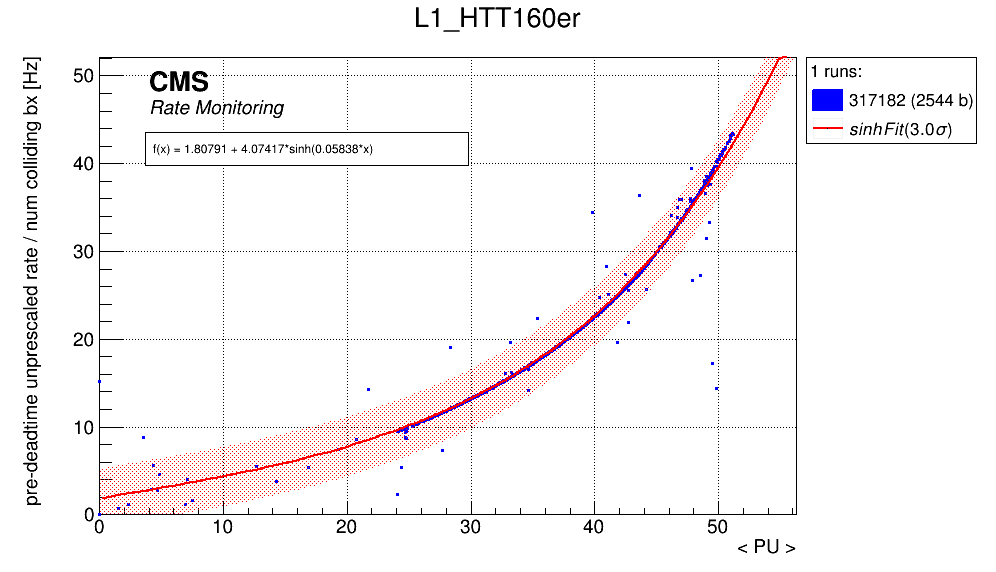 L1_HTT160er
pre-deadtime unprescaled rate / num colliding bx [Hz]
50
40
30
20
10
0
CMS
Rate Monitoring
f(x) = 1.80791 + 4.07417*sinh(0.05838*x)
1 runs:
317182 (2544 b)
sinhFit(3.0σ)
0 10 20 30 40 50
< PU >